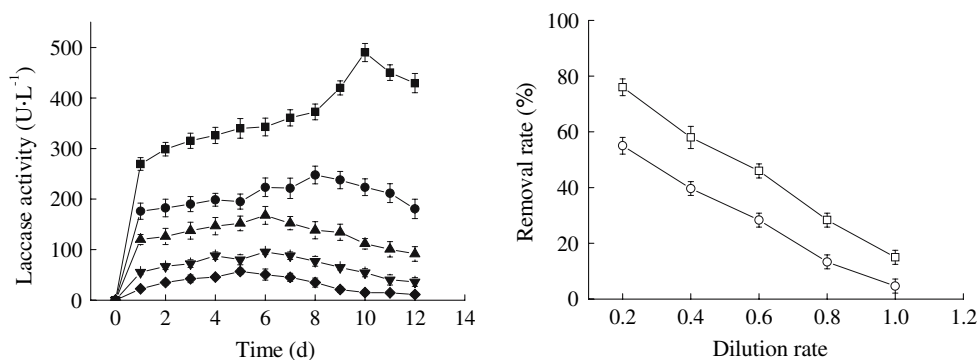 500
400
300
200
100
0
Laccase activity (U·L⁻¹)
0 2 4 6 8 10 12 14
Time (d)
100
80
60
40
20
0
Removal rate (%)
0.2 0.4 0.6 0.8 1.0 1.2
Dilution rate